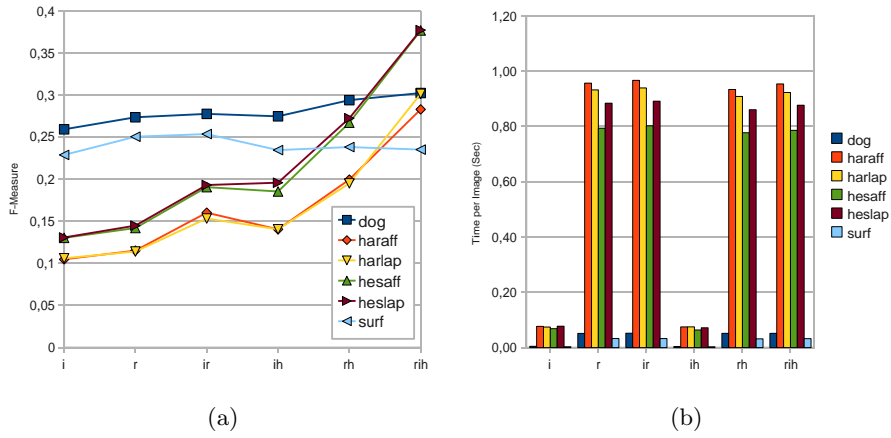 0,4
0,35
0,3
0,25
0,2
0,15
0,1
0,05
0
F-Measure
i r ir ih rh rih
dog
haraff
harlap
hesaff
heslap
surf
(a)
1,20
1,00
0,80
0,60
0,40
0,20
0,00
Time per Image (Sec)
i r ir ih rh rih
dog
haraff
harlap
hesaff
heslap
surf
(b)